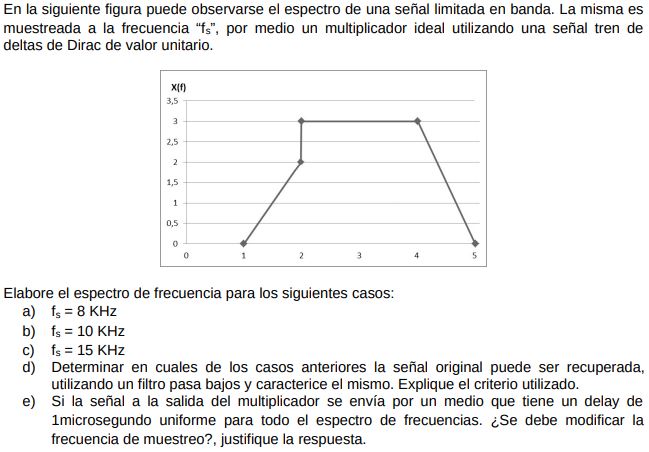 En la siguiente figura puede observarse el espectro de una señal limitada en banda. La misma es
muestreada a la frecuencia “fs”, por medio un multiplicador ideal utilizando una señal tren de
deltas de Dirac de valor unitario.
X(f)
3,5
3
2,5
2
1,5
1
0,5
0
0 1 2 3 4 5
Elabore el espectro de frecuencia para los siguientes casos:
a) fs = 8 KHz
b) fs = 10 KHz
c) fs = 15 KHz
d) Determinar en cuales de los casos anteriores la señal original puede ser recuperada,
utilizando un filtro pasa bajos y caracterice el mismo. Explique el criterio utilizado.
e) Si la señal a la salida del multiplicador se envía por un medio que tiene un delay de
1microsegundo uniforme para todo el espectro de frecuencias. ¿Se debe modificar la
frecuencia de muestreo?, justifique la respuesta.